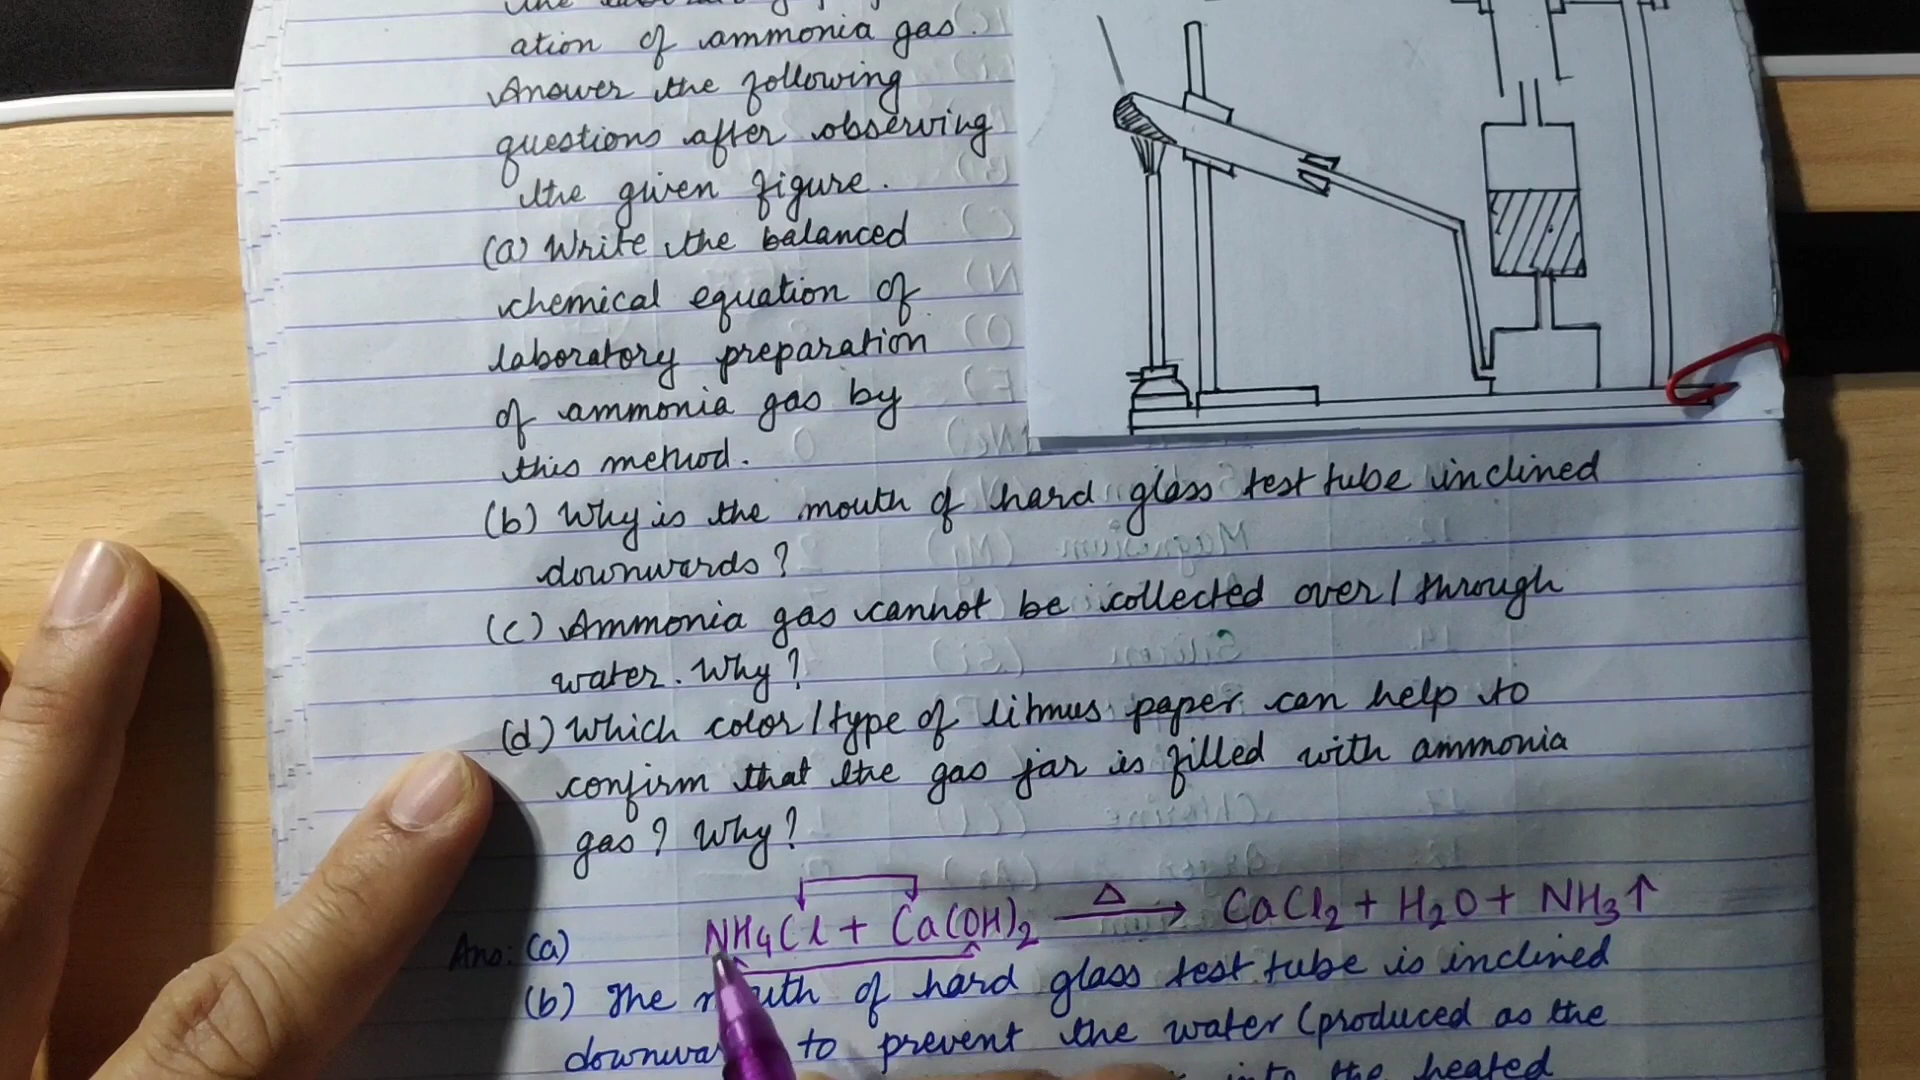 ation of ammonia gas.
Answer the following
questions after observing
the given figure.
(a) Write the balanced
chemical equation of
laboratory preparation
of ammonia gas by
this method.
(b) Why is the mouth of hard glass test tube inclined
downwards?
(c) Ammonia gas cannot be collected over/through
water. Why?
(d) Which color/type of litmus paper can help to
confirm that the gas jar is filled with ammonia
gas? Why?
Ans: (a) NH4Cl + Ca(OH)2 Δ→ CaCl2 + H2O + NH3↑
(b) The mouth of hard glass test tube is inclined
to prevent the water (produced as the
into the heated